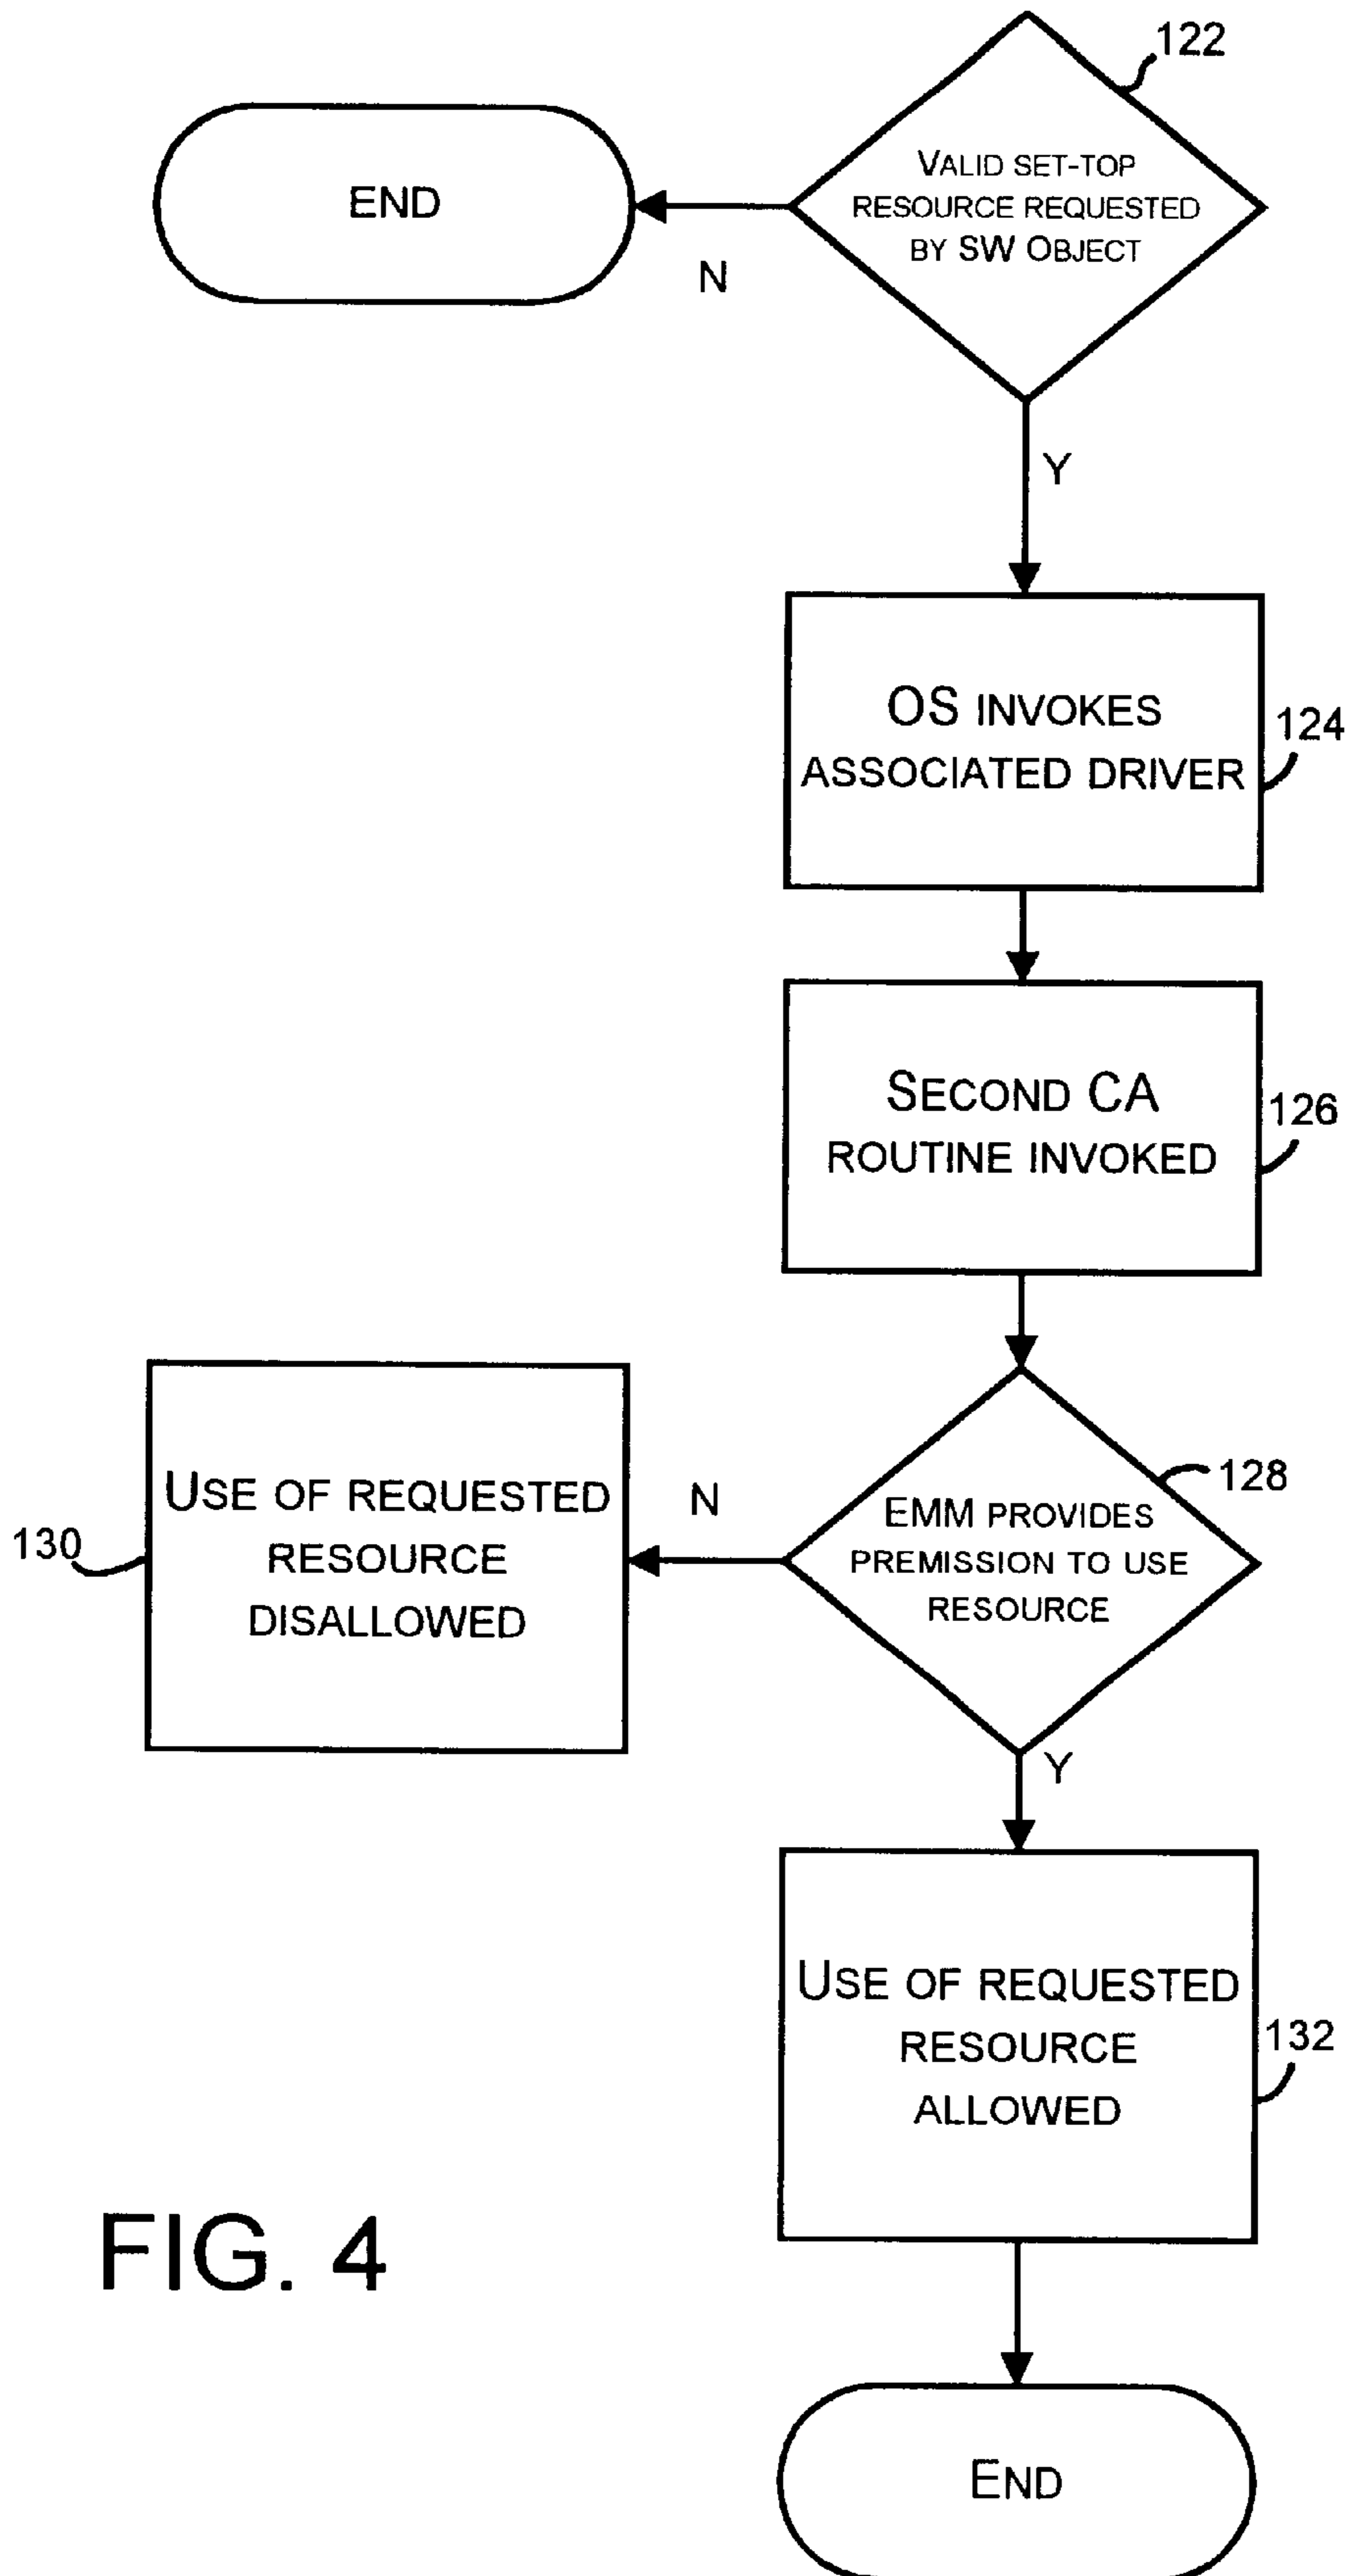 122
VALID SET-TOP
RESOURCE REQUESTED
BY SW OBJECT
END
N
Y
OS INVOKES
ASSOCIATED DRIVER
124
SECOND CA
ROUTINE INVOKED
126
EMM PROVIDES
PREMISSION TO USE
RESOURCE
128
N
USE OF REQUESTED
RESOURCE
DISALLOWED
130
Y
USE OF REQUESTED
RESOURCE
ALLOWED
132
FIG. 4
END